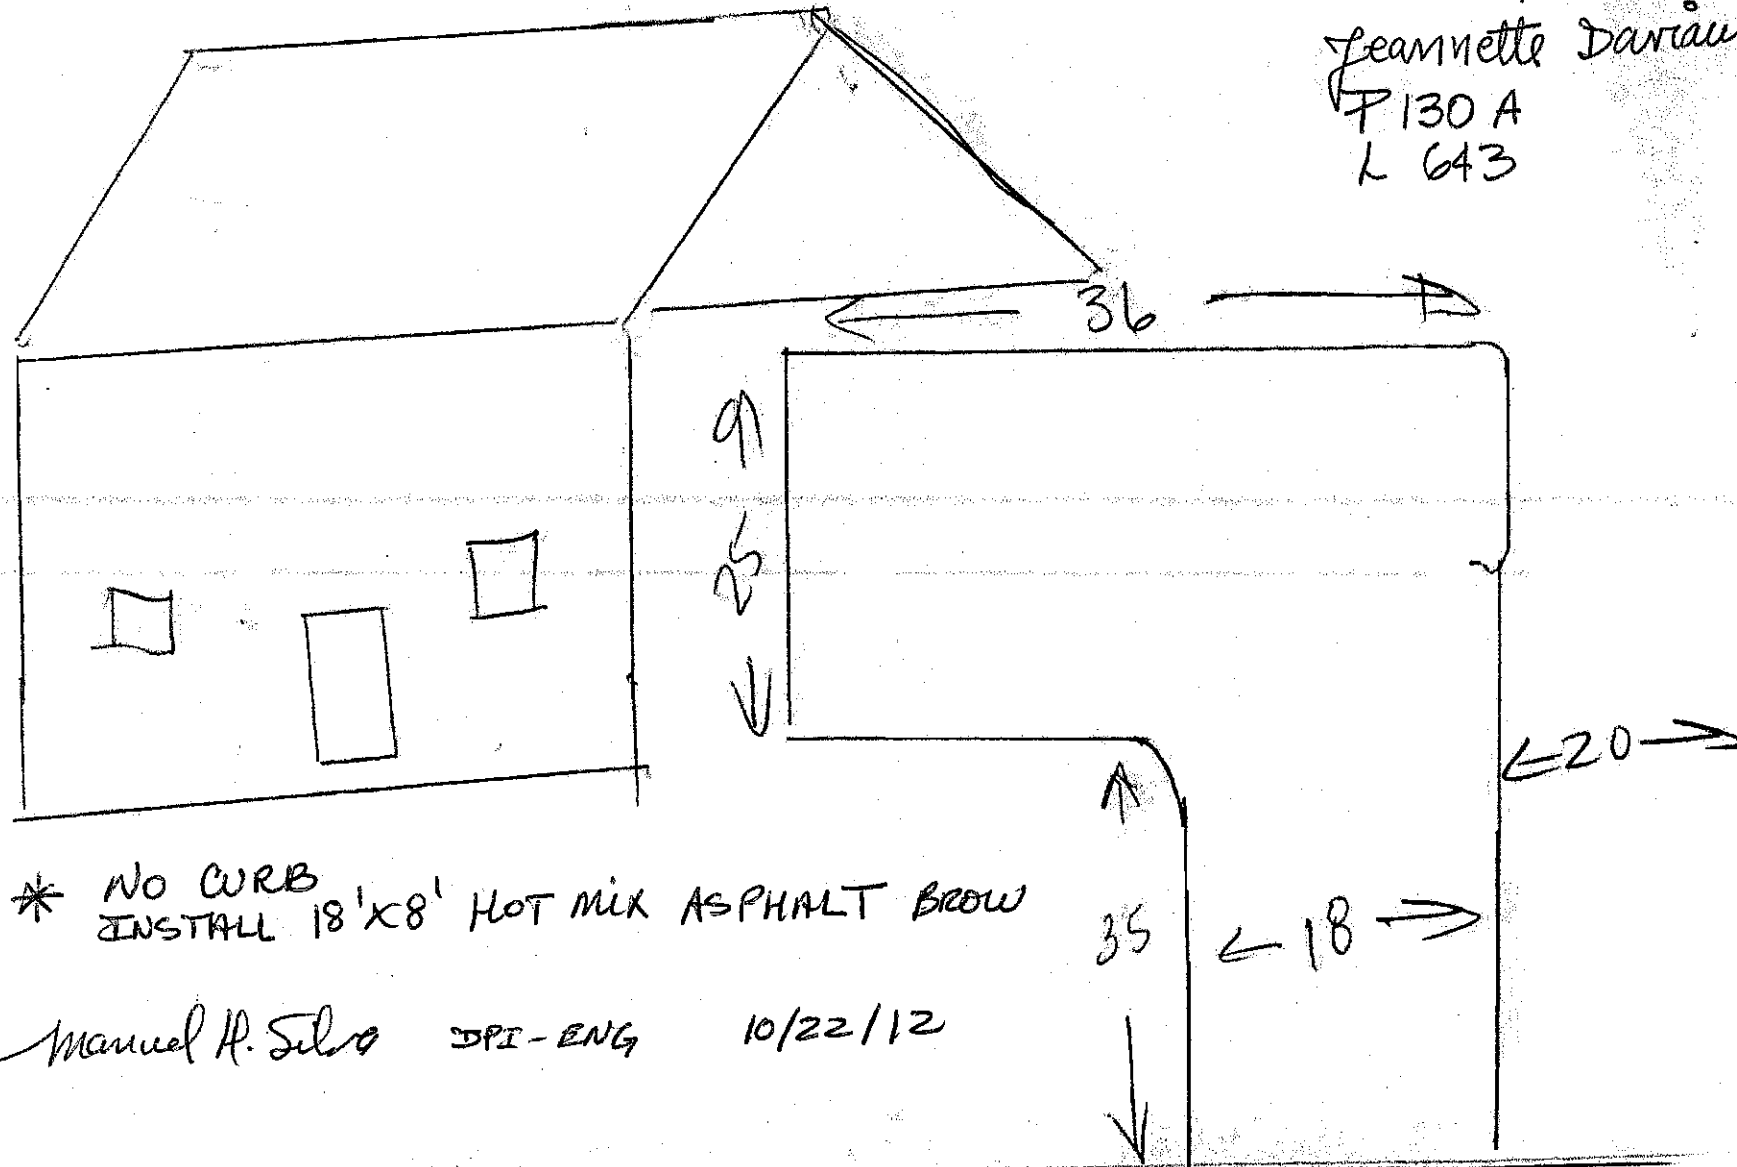 Jeannette Daviau
P 130 A
L 643
36
25
20
* NO CURB
INSTALL 18'X8' HOT MIX ASPHALT BROW
35
18
Manuel H. Silva DPI-ENG 10/22/12